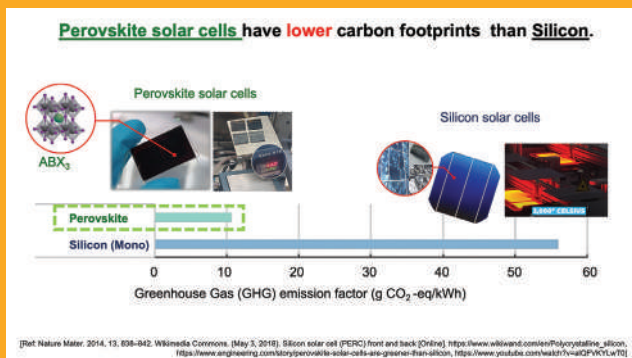 Perovskite solar cells have lower carbon footprints than Silicon.
Perovskite solar cells
ABX3
Silicon solar cells
1,000° CELSIUS
Perovskite
Silicon (Mono)
0 10 20 30 40 50 60
Greenhouse Gas (GHG) emission factor (g CO2 -eq/kWh)
[Ref: Nature Mater. 2014, 13, 838–842. Wikimedia Commons. (May 3, 2018). Silicon solar cell (PERC) front and back [Online]. https://www.wikiwand.com/en/Polycrystalline_silicon,
https://www.engineering.com/story/perovskite-solar-cells-are-greener-than-silicon, https://www.youtube.com/watch?